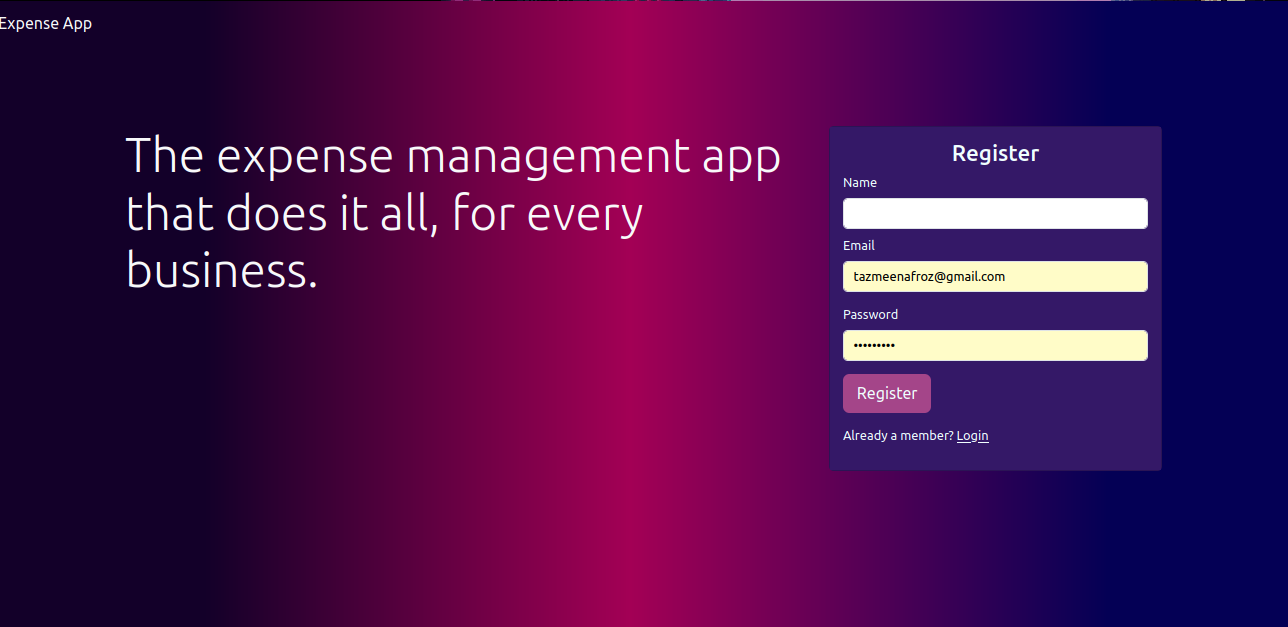 Expense App
The expense management app
that does it all, for every
business.
Register
Name
Email
tazmeenafroz@gmail.com
Password
•••••••••
Register
Already a member? Login